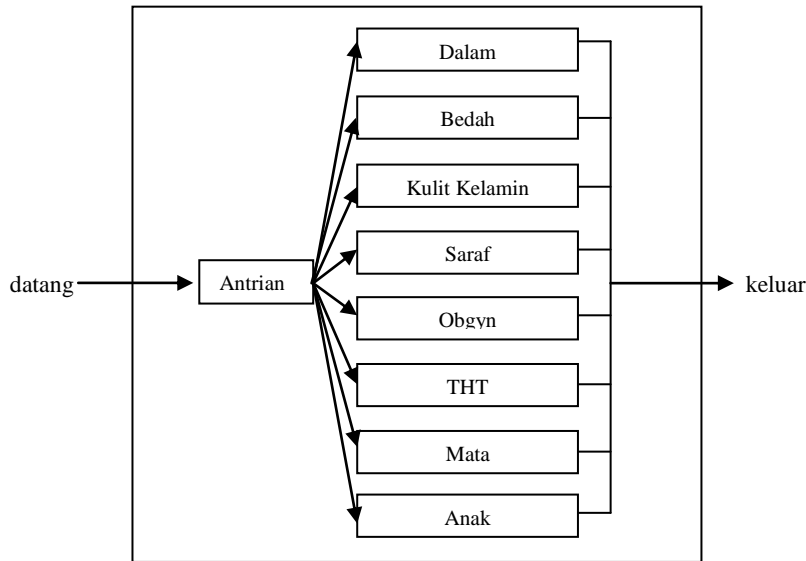 datang
Antrian
Dalam
Bedah
Kulit Kelamin
Saraf
Obgyn
THT
Mata
Anak
keluar